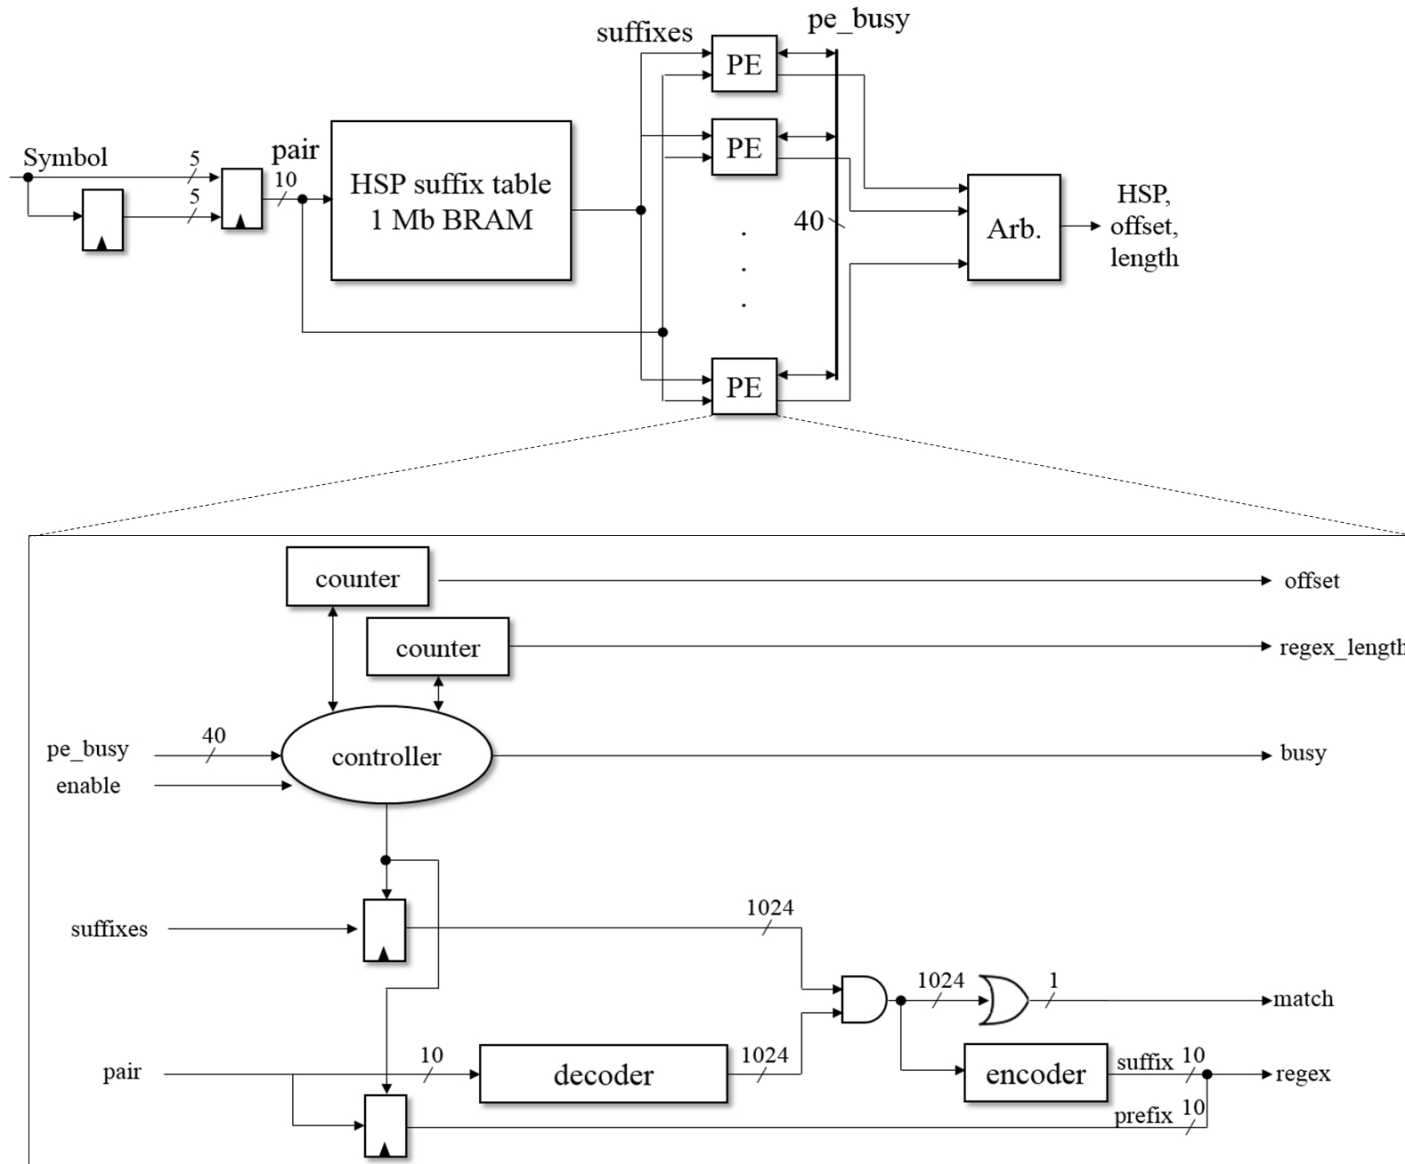 pe_busy
suffixes
PE
PE
Symbol
5
pair
10
5
HSP suffix table
1 Mb BRAM
40
Arb.
HSP,
offset,
length
PE
counter
offset
counter
regex_length
pe_busy
40
controller
busy
enable
suffixes
1024
1024
1
match
pair
10
decoder
1024
encoder
suffix
10
regex
prefix
10